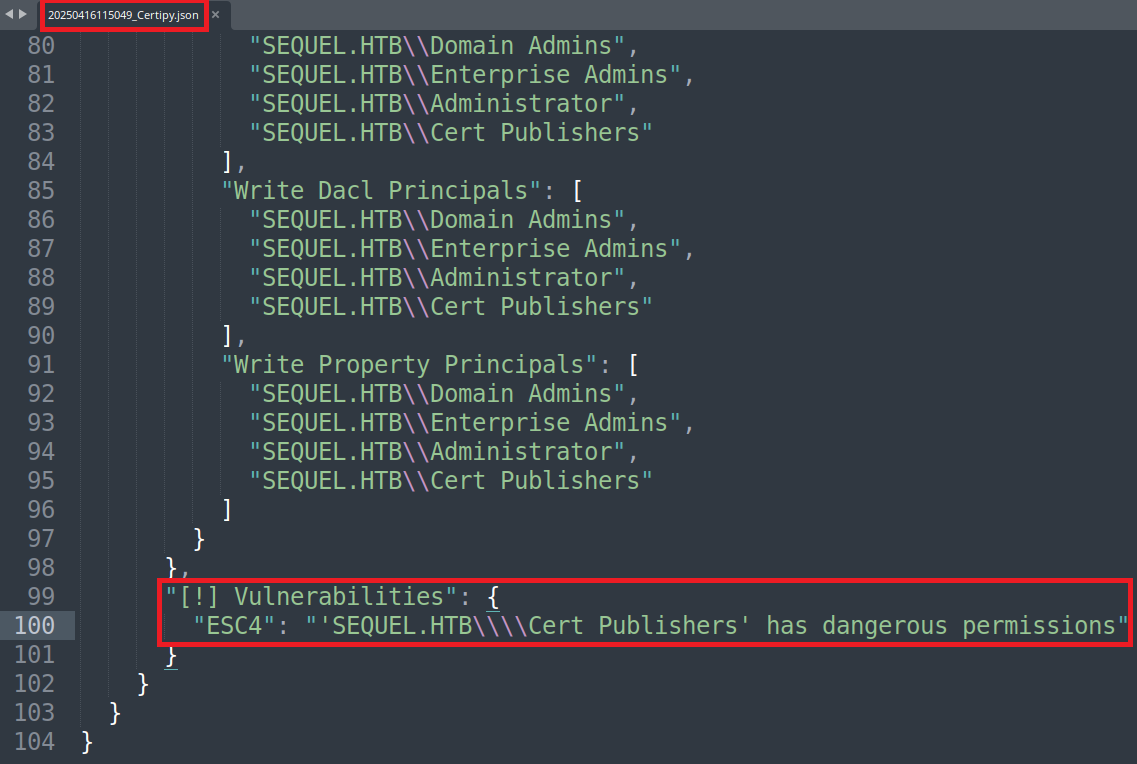 20250416115049_Certipy.json ×
80 "SEQUEL.HTB\\Domain Admins",
81 "SEQUEL.HTB\\Enterprise Admins",
82 "SEQUEL.HTB\\Administrator",
83 "SEQUEL.HTB\\Cert Publishers"
84 ],
85 "Write Dacl Principals": [
86 "SEQUEL.HTB\\Domain Admins",
87 "SEQUEL.HTB\\Enterprise Admins",
88 "SEQUEL.HTB\\Administrator",
89 "SEQUEL.HTB\\Cert Publishers"
90 ],
91 "Write Property Principals": [
92 "SEQUEL.HTB\\Domain Admins",
93 "SEQUEL.HTB\\Enterprise Admins",
94 "SEQUEL.HTB\\Administrator",
95 "SEQUEL.HTB\\Cert Publishers"
96 ]
97 }
98 },
99 "[!] Vulnerabilities": {
100 "ESC4": "'SEQUEL.HTB\\\\Cert Publishers' has dangerous permissions"
101 }
102 }
103 }
104 }